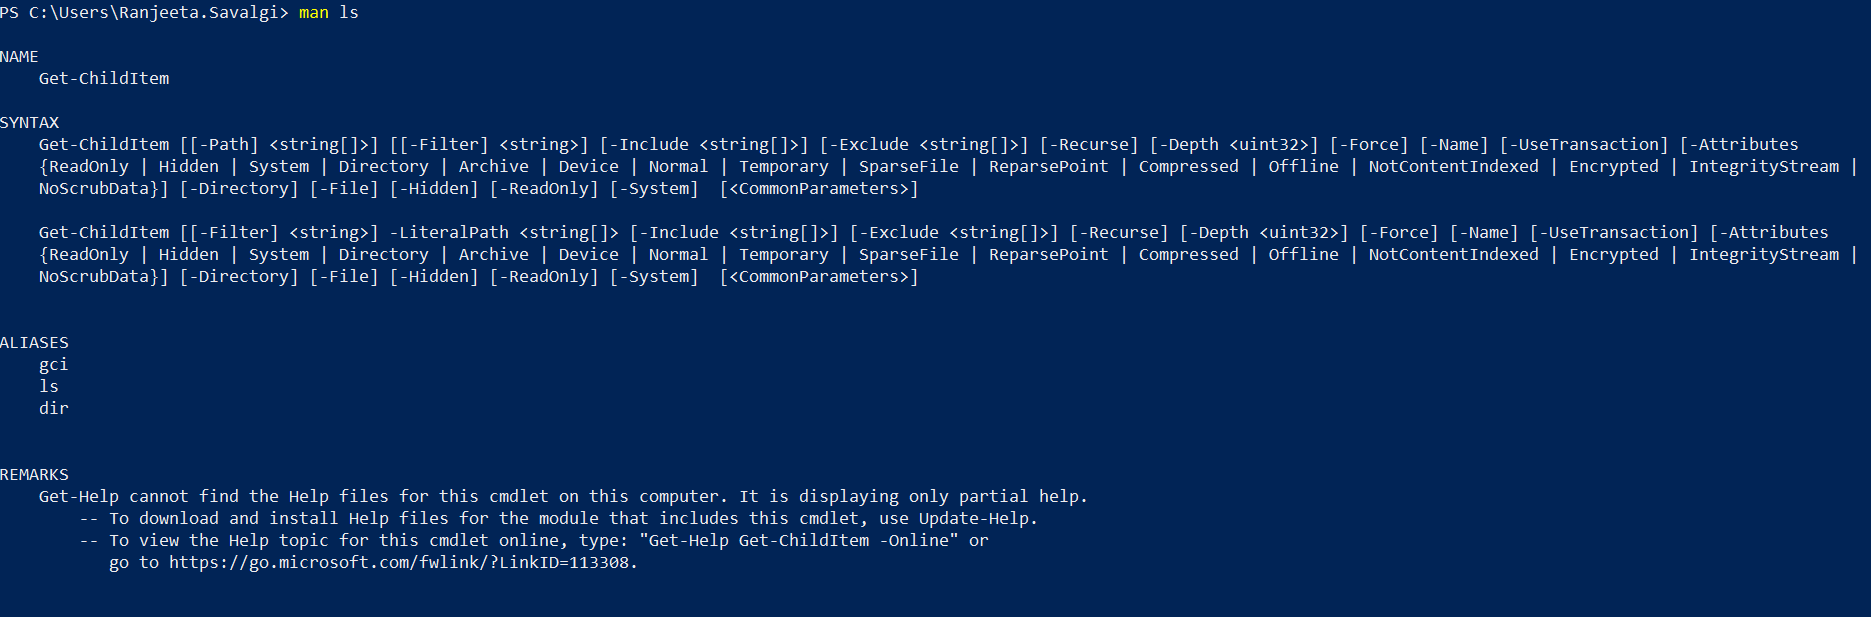 PS C:\Users\Ranjeeta.Savalgi> man ls
NAME
Get-ChildItem
SYNTAX
Get-ChildItem [[-Path] <string[]>] [[-Filter] <string>] [-Include <string[]>] [-Exclude <string[]>] [-Recurse] [-Depth <uint32>] [-Force] [-Name] [-UseTransaction] [-Attributes
{ReadOnly | Hidden | System | Directory | Archive | Device | Normal | Temporary | SparseFile | ReparsePoint | Compressed | Offline | NotContentIndexed | Encrypted | IntegrityStream |
NoScrubData}] [-Directory] [-File] [-Hidden] [-ReadOnly] [-System]  [<CommonParameters>]
Get-ChildItem [[-Filter] <string>] -LiteralPath <string[]> [-Include <string[]>] [-Exclude <string[]>] [-Recurse] [-Depth <uint32>] [-Force] [-Name] [-UseTransaction] [-Attributes
{ReadOnly | Hidden | System | Directory | Archive | Device | Normal | Temporary | SparseFile | ReparsePoint | Compressed | Offline | NotContentIndexed | Encrypted | IntegrityStream |
NoScrubData}] [-Directory] [-File] [-Hidden] [-ReadOnly] [-System]  [<CommonParameters>]
ALIASES
gci
ls
dir
REMARKS
Get-Help cannot find the Help files for this cmdlet on this computer. It is displaying only partial help.
-- To download and install Help files for the module that includes this cmdlet, use Update-Help.
-- To view the Help topic for this cmdlet online, type: "Get-Help Get-ChildItem -Online" or
go to https://go.microsoft.com/fwlink/?LinkID=113308.